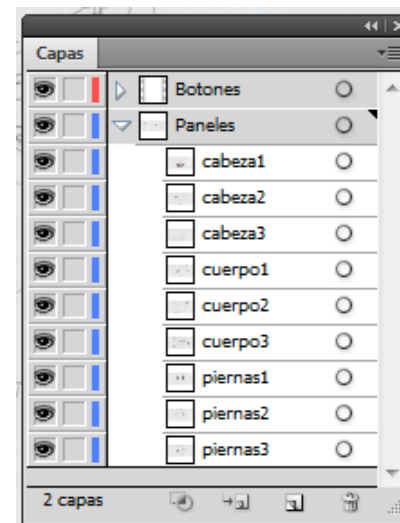 Capas
Botones
Paneles
cabeza1
cabeza2
cabeza3
cuerpo1
cuerpo2
cuerpo3
piernas1
piernas2
piernas3
2 capas